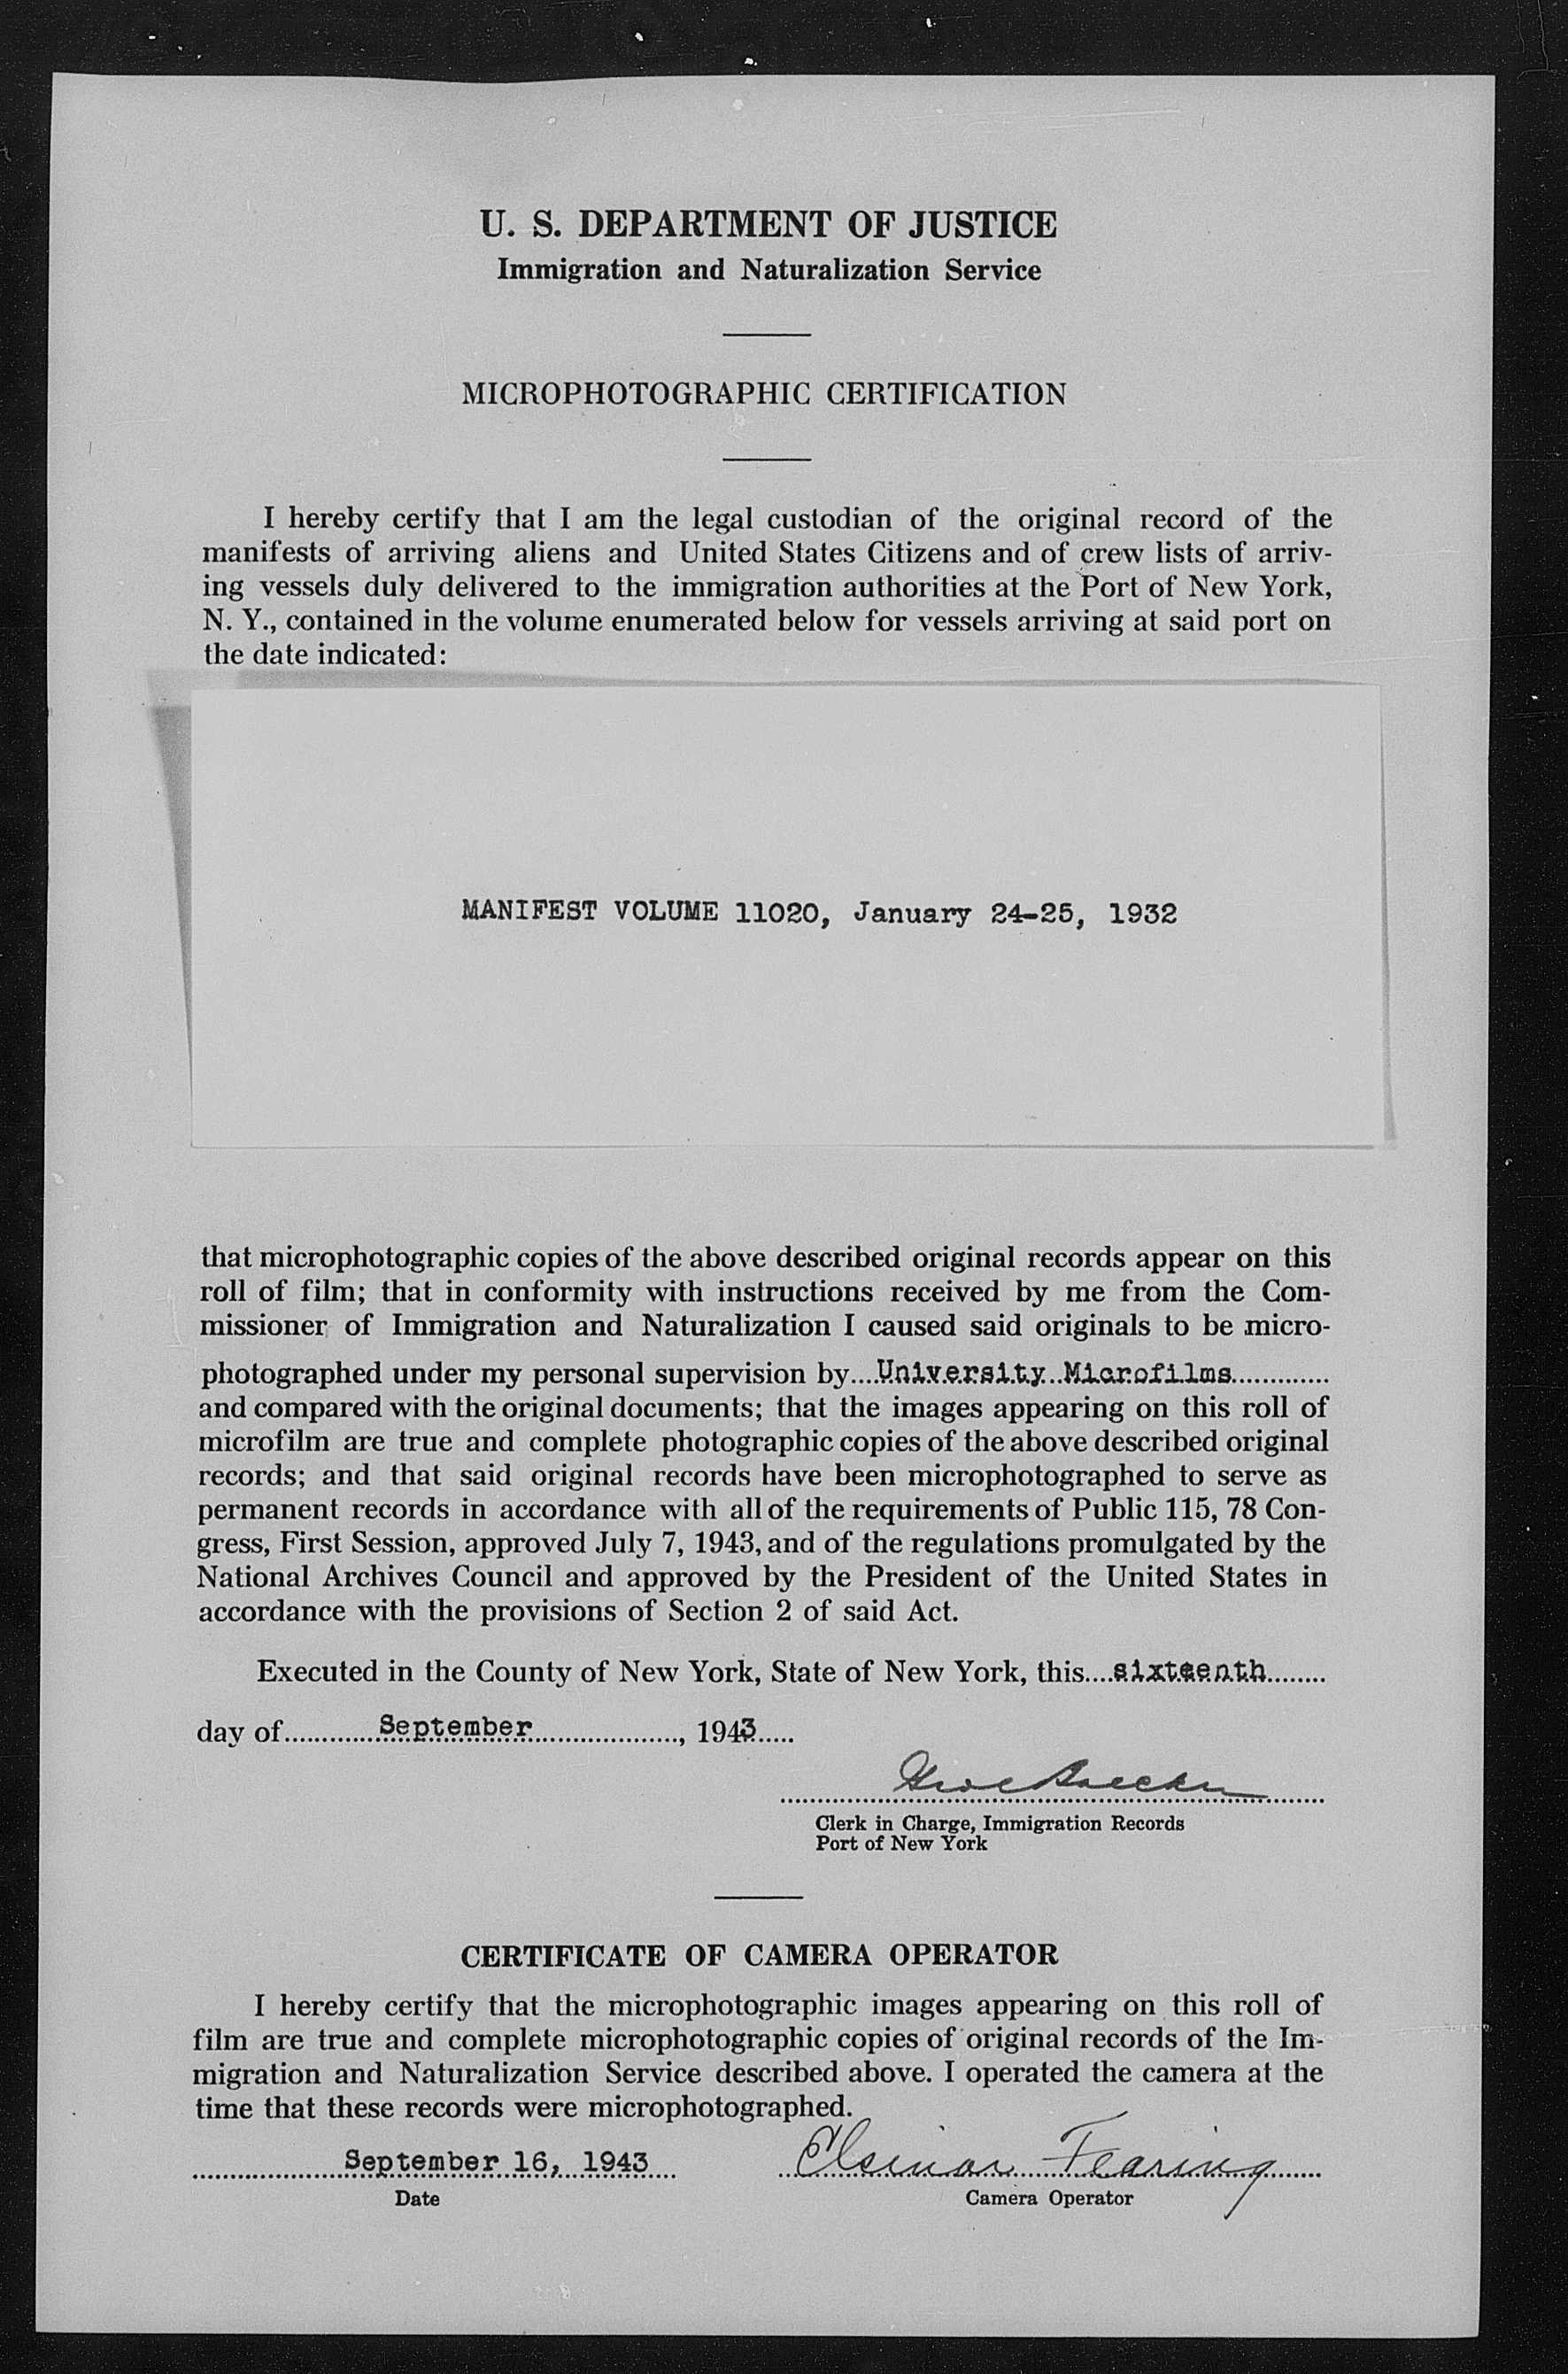 U. S. DEPARTMENT OF JUSTICE
Immigration and Naturalization Service
MICROPHOTOGRAPHIC CERTIFICATION
I hereby certify that I am the legal custodian of the original record of the
manifests of arriving aliens and United States Citizens and of crew lists of arriv-
ing vessels duly delivered to the immigration authorities at the Port of New York,
N. Y., contained in the volume enumerated below for vessels arriving at said port on
the date indicated:
MANIFEST VOLUME 11020, January 24-25, 1932
that microphotographic copies of the above described original records appear on this
roll of film; that in conformity with instructions received by me from the Com-
missioner of Immigration and Naturalization I caused said originals to be micro-
photographed under my personal supervision by....University Microfilms.............
and compared with the original documents; that the images appearing on this roll of
microfilm are true and complete photographic copies of the above described original
records; and that said original records have been microphotographed to serve as
permanent records in accordance with all of the requirements of Public 115, 78 Con-
gress, First Session, approved July 7, 1943, and of the regulations promulgated by the
National Archives Council and approved by the President of the United States in
accordance with the provisions of Section 2 of said Act.
Executed in the County of New York, State of New York, this....sixteenth........
day of.............September...................., 1943.....
Clerk in Charge, Immigration Records
Port of New York
CERTIFICATE OF CAMERA OPERATOR
I hereby certify that the microphotographic images appearing on this roll of
film are true and complete microphotographic copies of original records of the Im-
migration and Naturalization Service described above. I operated the camera at the
time that these records were microphotographed.
September 16, 1943 Elsinor Fearing
Date Camera Operator